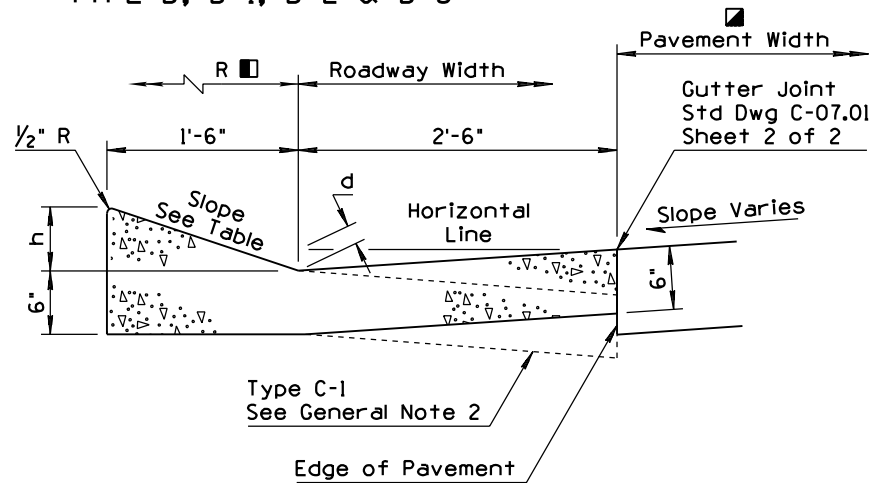 Pavement Width
R
Roadway Width
Gutter Joint
Std Dwg C-07.01
Sheet 2 of 2
1/2" R
1'-6"
2'-6"
d
Slope
See Table
Horizontal
Line
Slope Varies
h
6"
6"
Type C-1
See General Note 2
Edge of Pavement